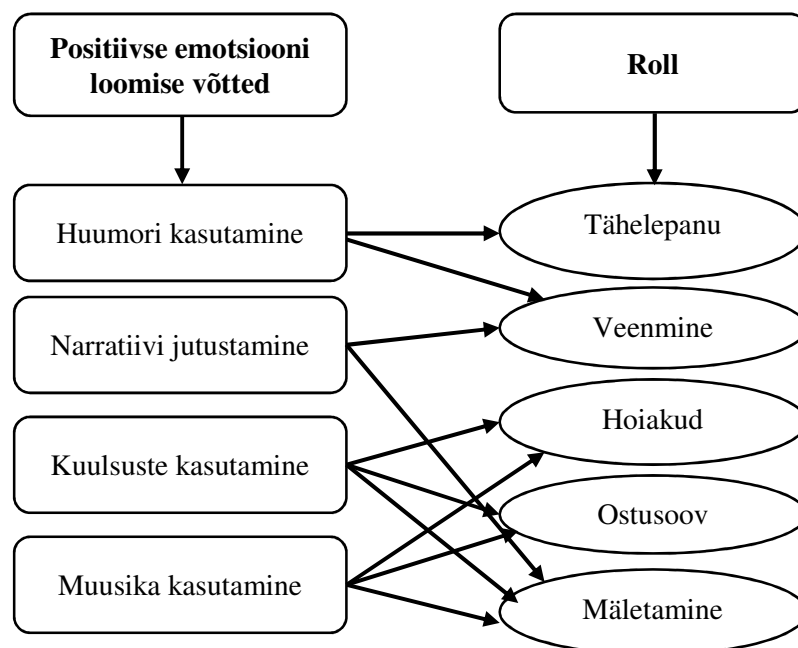 Positiivse emotsiooni
loomise võtted
Roll
Huumori kasutamine
Tähelepanu
Narratiivi jutustamine
Veenmine
Kuulsuste kasutamine
Hoiakud
Muusika kasutamine
Ostusoov
Mäletamine